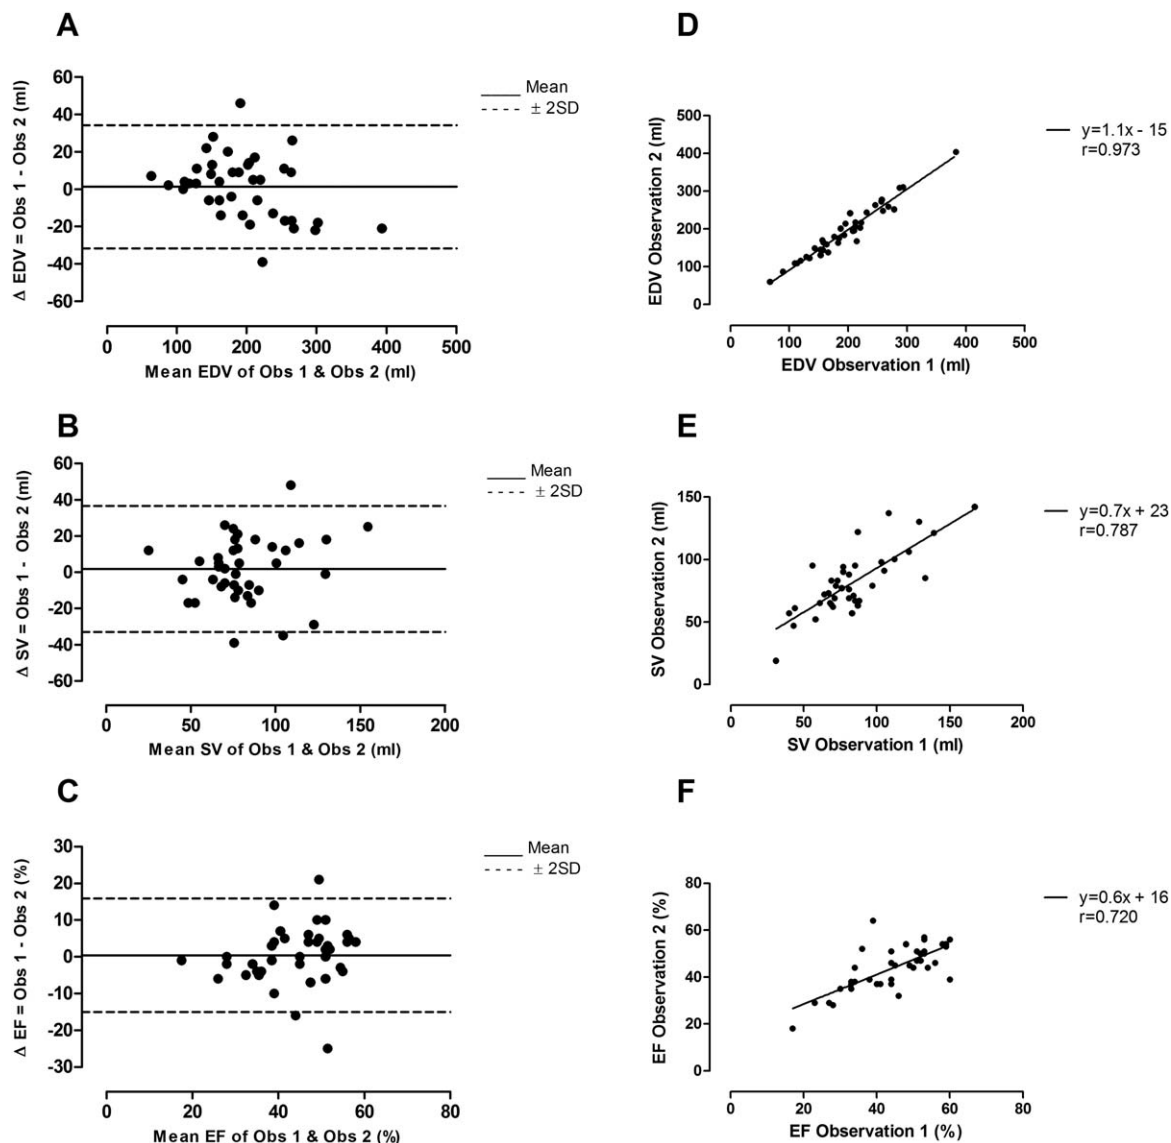 A
Mean
± 2SD
Δ EDV = Obs 1 - Obs 2 (ml)
60
40
20
0
-20
-40
-60
0 100 200 300 400 500
Mean EDV of Obs 1 & Obs 2 (ml)
D
y=1.1x - 15
r=0.973
EDV Observation 2 (ml)
500
400
300
200
100
0
0 100 200 300 400 500
EDV Observation 1 (ml)
B
Mean
± 2SD
Δ SV = Obs 1 - Obs 2 (ml)
60
40
20
0
-20
-40
-60
0 50 100 150 200
Mean SV of Obs 1 & Obs 2 (ml)
E
y=0.7x + 23
r=0.787
SV Observation 2 (ml)
150
100
50
0
0 50 100 150 200
SV Observation 1 (ml)
C
Mean
± 2SD
Δ EF = Obs 1 - Obs 2 (%)
30
20
10
0
-10
-20
-30
0 20 40 60 80
Mean EF of Obs 1 & Obs 2 (%)
F
y=0.6x + 16
r=0.720
EF Observation 2 (%)
80
60
40
20
0
0 20 40 60 80
EF Observation 1 (%)